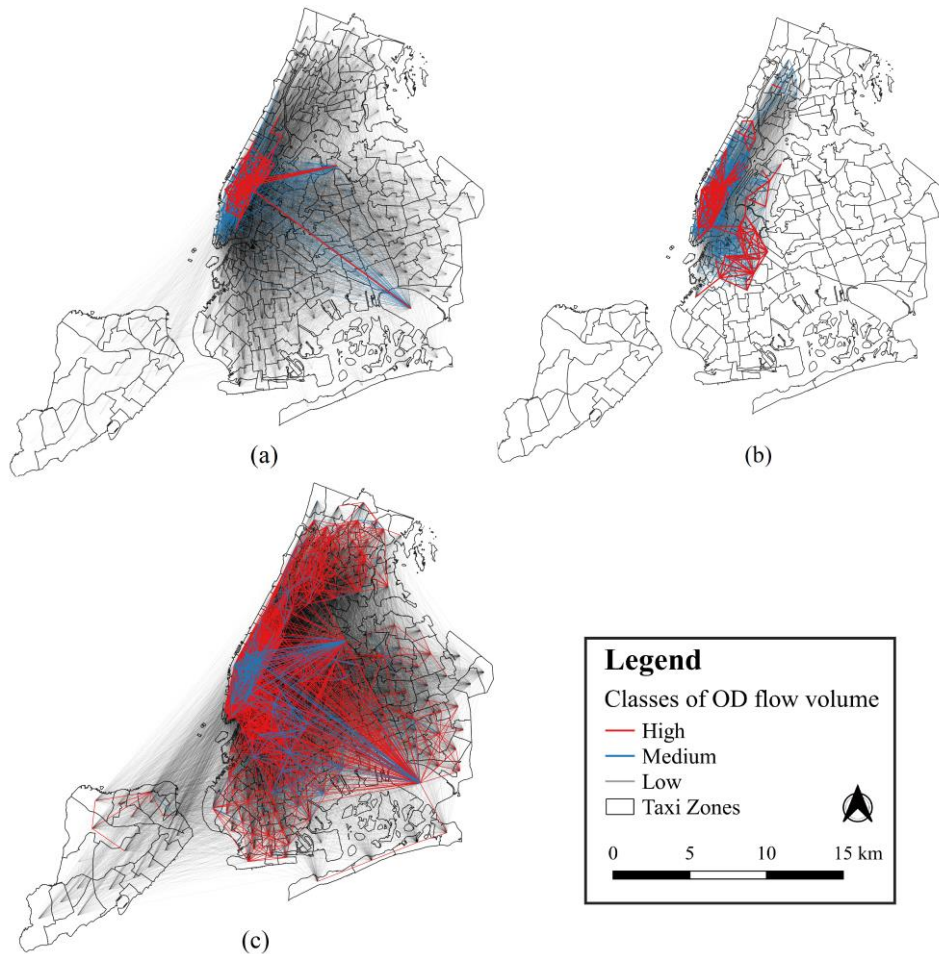 (a)
(b)
(c)
Legend
Classes of OD flow volume
High
Medium
Low
Taxi Zones
0 5 10 15 km